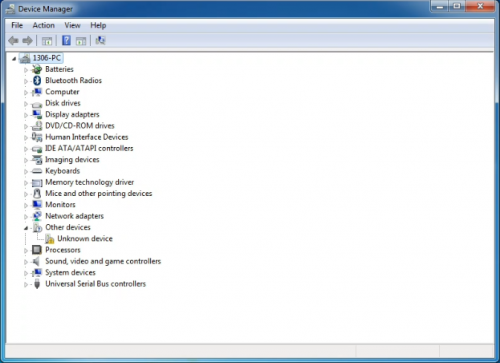 Device Manager
File Action View Help
1306-PC
Batteries
Bluetooth Radios
Computer
Disk drives
Display adapters
DVD/CD-ROM drives
Human Interface Devices
IDE ATA/ATAPI controllers
Imaging devices
Keyboards
Memory technology driver
Mice and other pointing devices
Monitors
Network adapters
Other devices
Unknown device
Processors
Sound, video and game controllers
System devices
Universal Serial Bus controllers